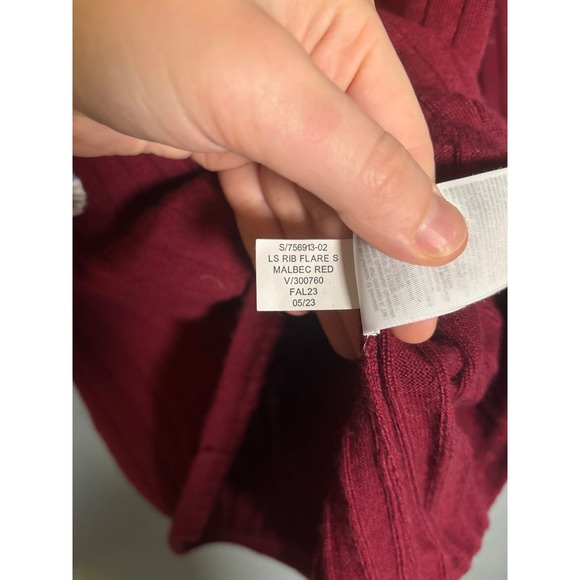 S/756913-02
LS RIB FLARE S
MALBEC RED
V/300760
FAL23
05/23